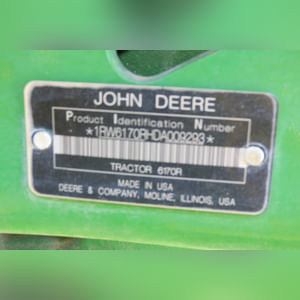 JOHN DEERE
Product Identification Number
*1RW6170RHDA009293*
TRACTOR 6170R
MADE IN USA
DEERE & COMPANY, MOLINE, ILLINOIS, USA